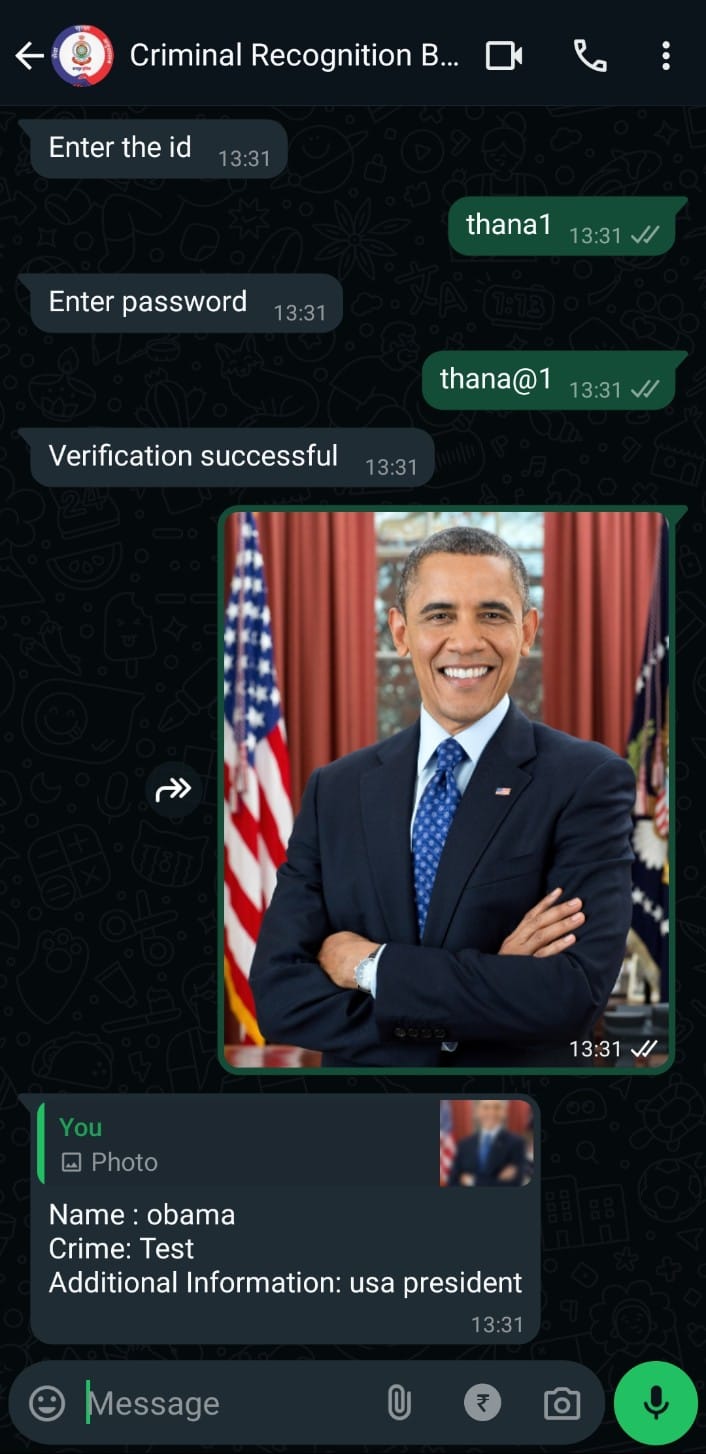 Criminal Recognition B...
Enter the id 13:31
thana1 13:31
Enter password 13:31
thana@1 13:31
Verification successful 13:31
13:31
You
Photo
Name : obama
Crime: Test
Additional Information: usa president
13:31
Message